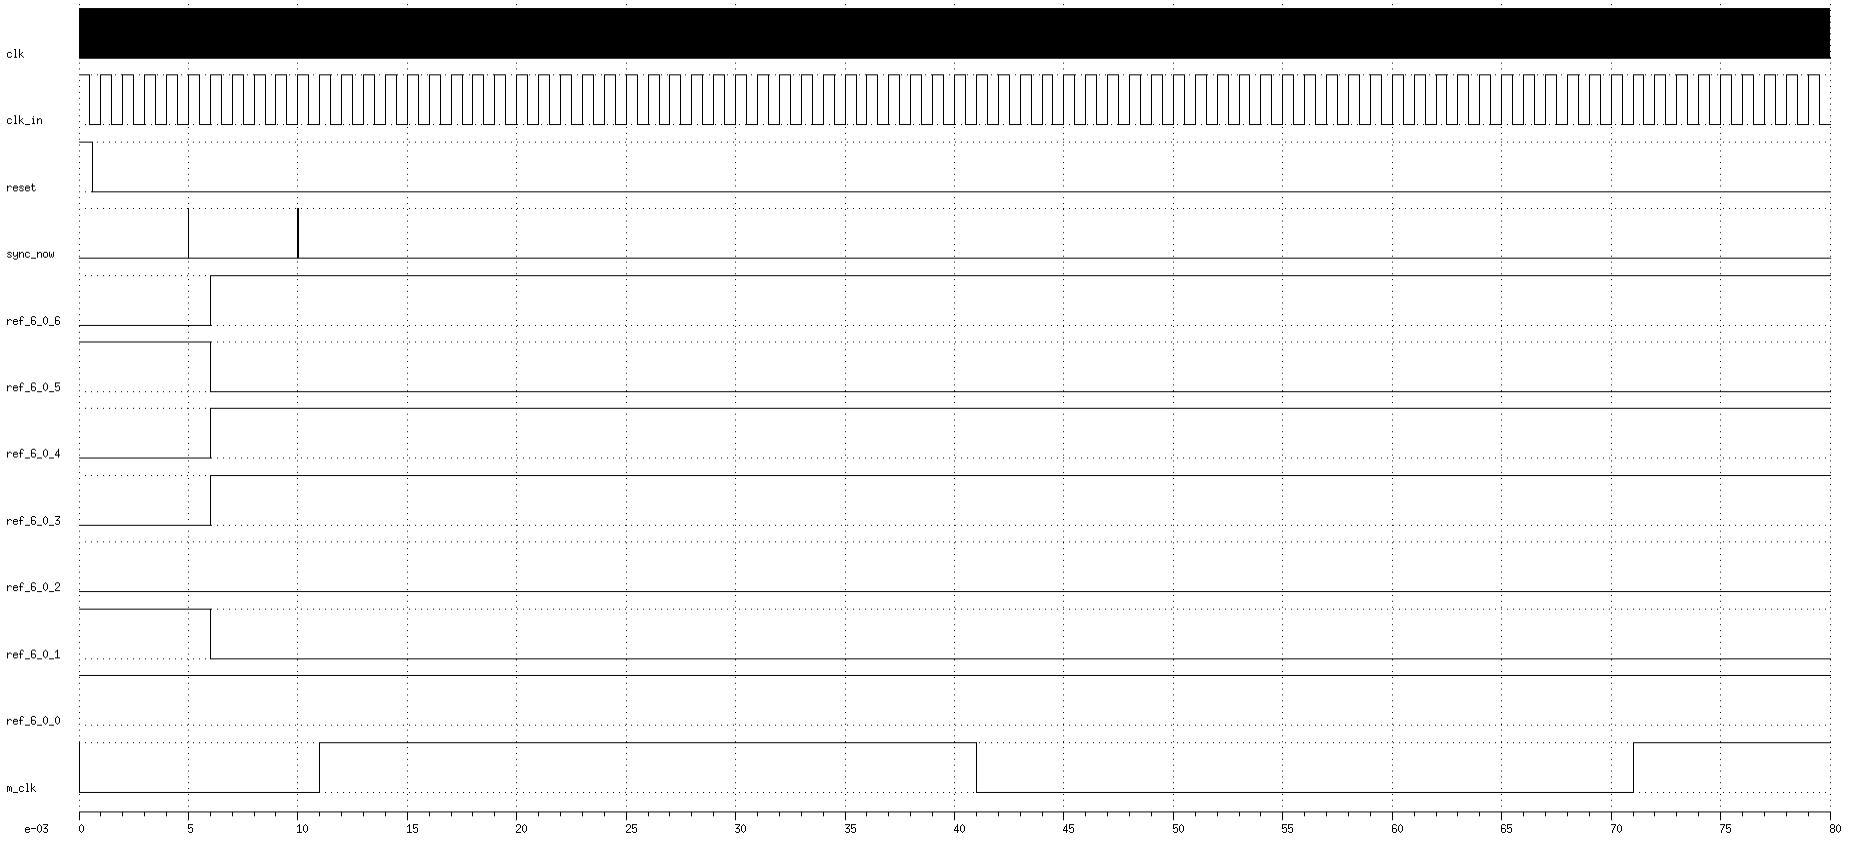 clk
clk_in
reset
sync_now
ref_6_0_6
ref_6_0_5
ref_6_0_4
ref_6_0_3
ref_6_0_2
ref_6_0_1
ref_6_0_0
m_clk
e-03 0 5 10 15 20 25 30 35 40 45 50 55 60 65 70 75 80